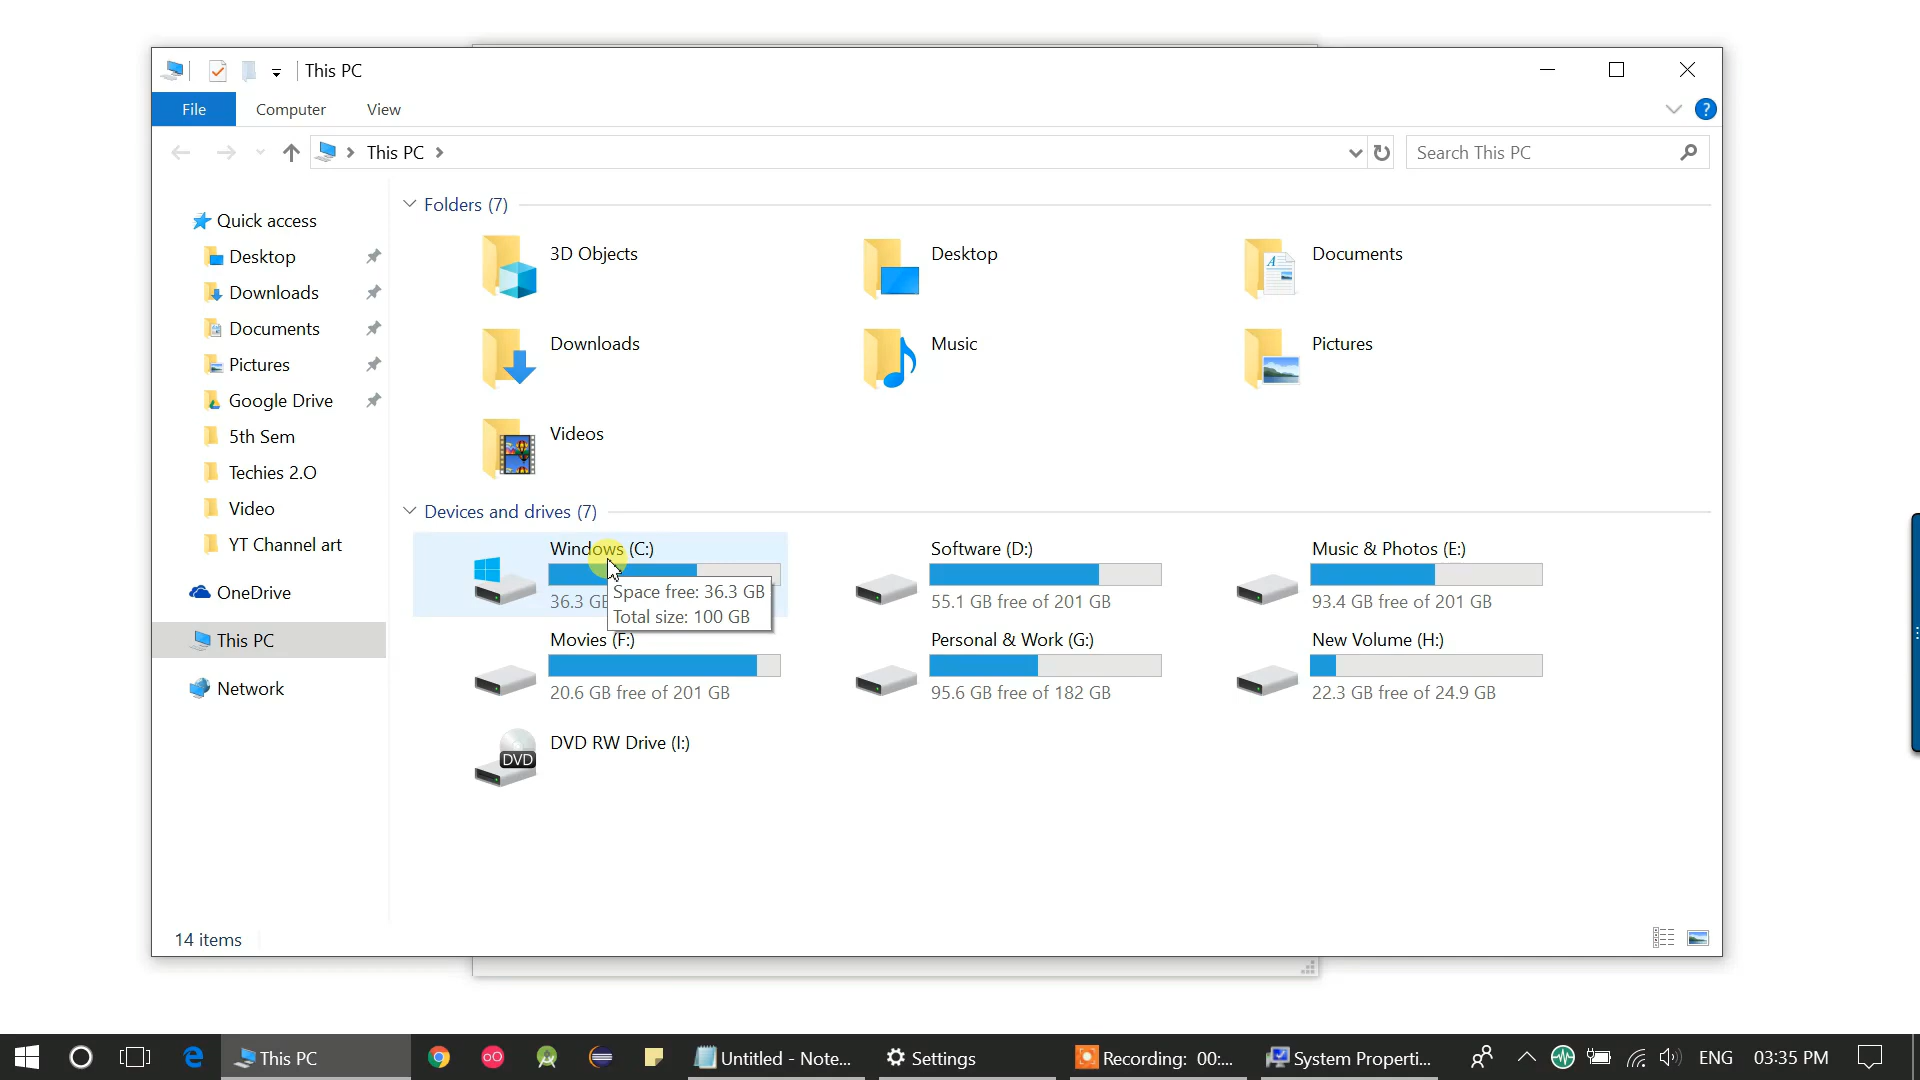 This PC
File Computer View ?
This PC
Search This PC
Quick access
Desktop
Downloads
Documents
Pictures
Google Drive
5th Sem
Techies 2.O
Video
YT Channel art
OneDrive
This PC
Network
Folders (7)
3D Objects
Desktop
Documents
Downloads
Music
Pictures
Videos
Devices and drives (7)
Windows (C:)
36.3 GB
Space free: 36.3 GB
Total size: 100 GB
Software (D:)
55.1 GB free of 201 GB
Music & Photos (E:)
93.4 GB free of 201 GB
Movies (F:)
20.6 GB free of 201 GB
Personal & Work (G:)
95.6 GB free of 182 GB
New Volume (H:)
22.3 GB free of 24.9 GB
DVD
DVD RW Drive (I:)
14 items
This PC
Untitled - Note...
Settings
Recording: 00:...
System Properti...
ENG
03:35 PM